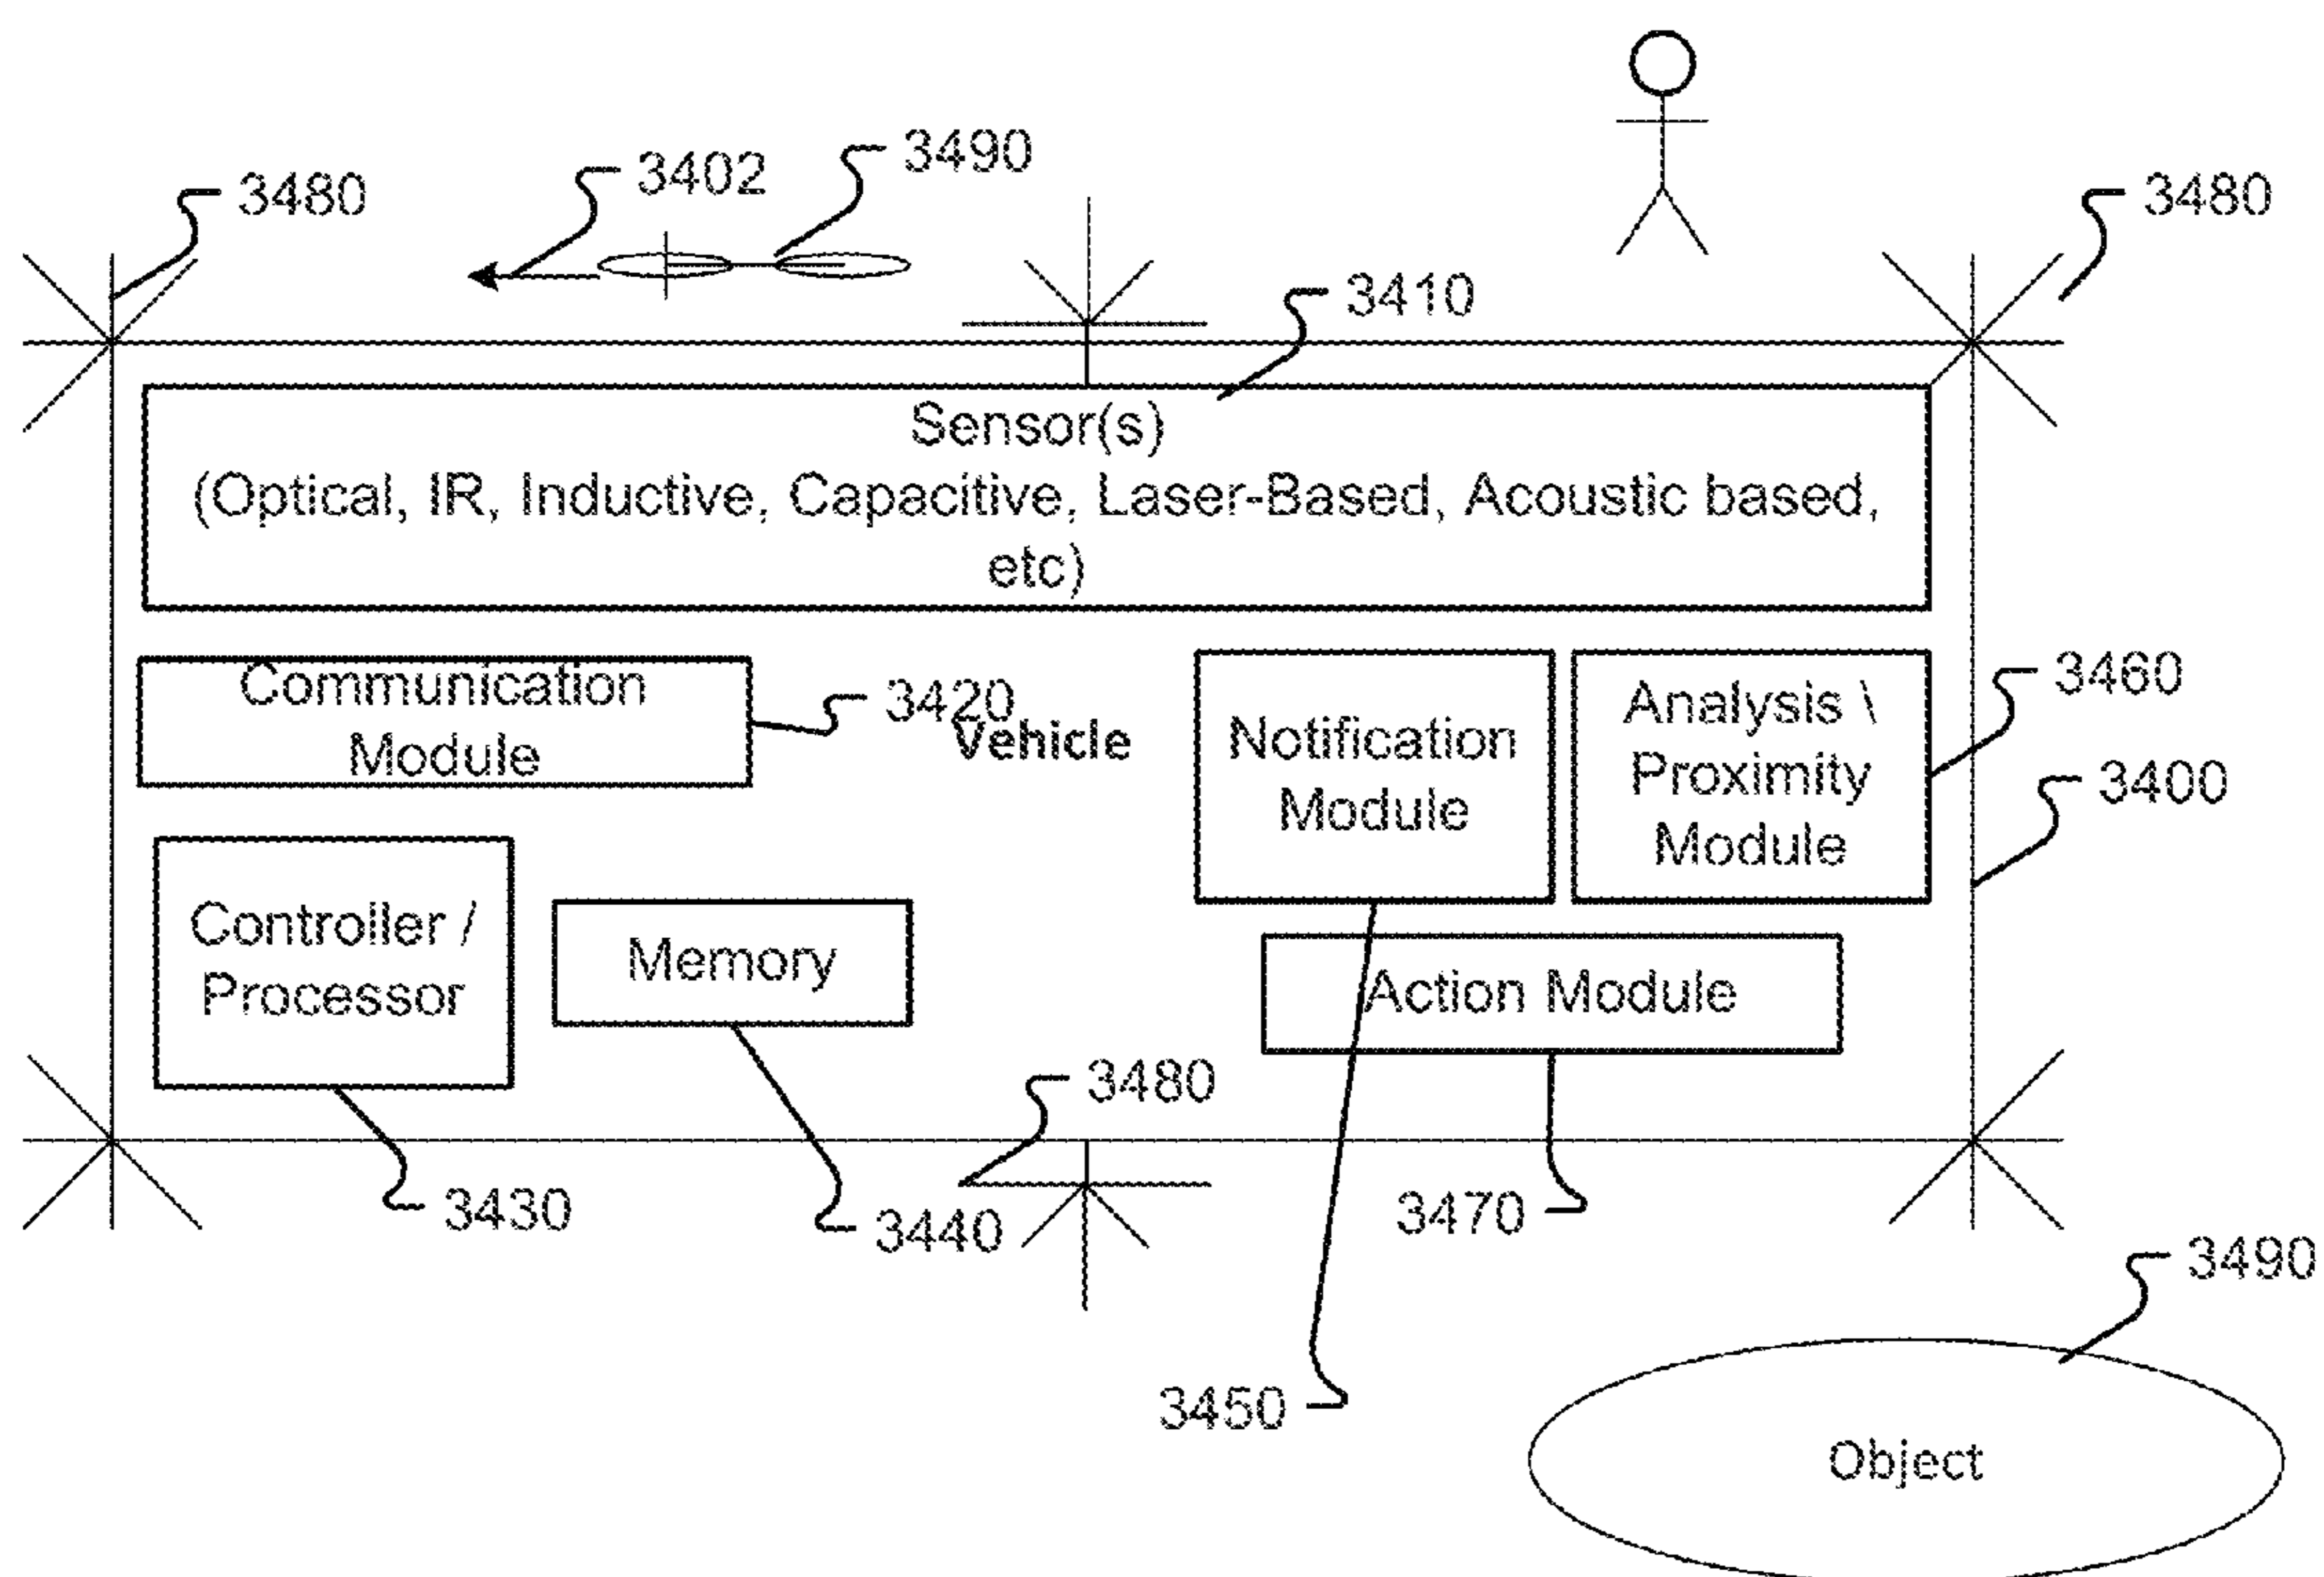 3490
3402
3480
3480
3410
Sensor(s)
(Optical, IR, Inductive, Capacitive, Laser-Based, Acoustic based,
etc)
Communication
Module
3420
Vehicle
Notification
Module
Analysis \
Proximity
Module
3460
3400
Controller /
Processor
Memory
Action Module
3480
3430
3440
3470
3450
3490
Object